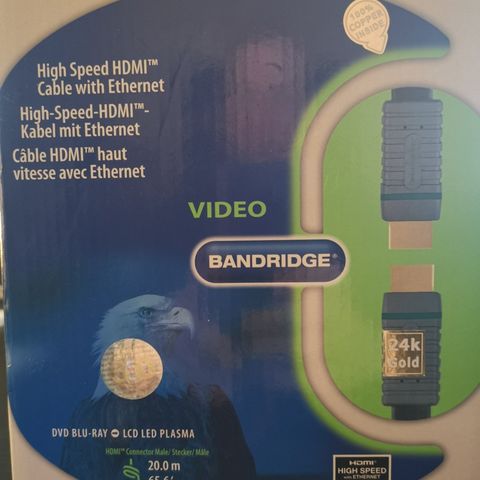 100%
COPPER
INSIDE
High Speed HDMI™
Cable with Ethernet
High-Speed-HDMI™-
Kabel mit Ethernet
Câble HDMI™ haut
vitesse avec Ethernet
VIDEO
BANDRIDGE®
BANDRIDGE
24k
Gold
DVD BLU-RAY LCD LED PLASMA
HDMI™ Connector Male/ Stecker/ Mâle
20.0 m
HDMI
HIGH SPEED
with ETHERNET